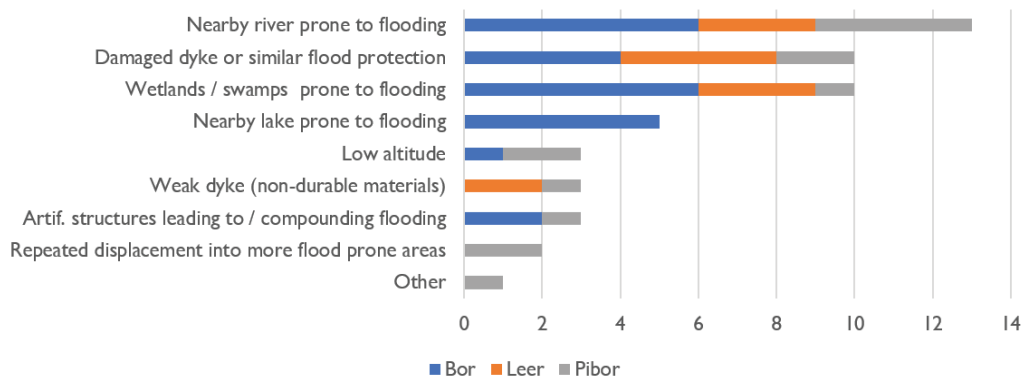 Nearby river prone to flooding
Damaged dyke or similar flood protection
Wetlands / swamps prone to flooding
Nearby lake prone to flooding
Low altitude
Weak dyke (non-durable materials)
Artif. structures leading to / compounding flooding
Repeated displacement into more flood prone areas
Other
0 2 4 6 8 10 12 14
Bor Leer Pibor